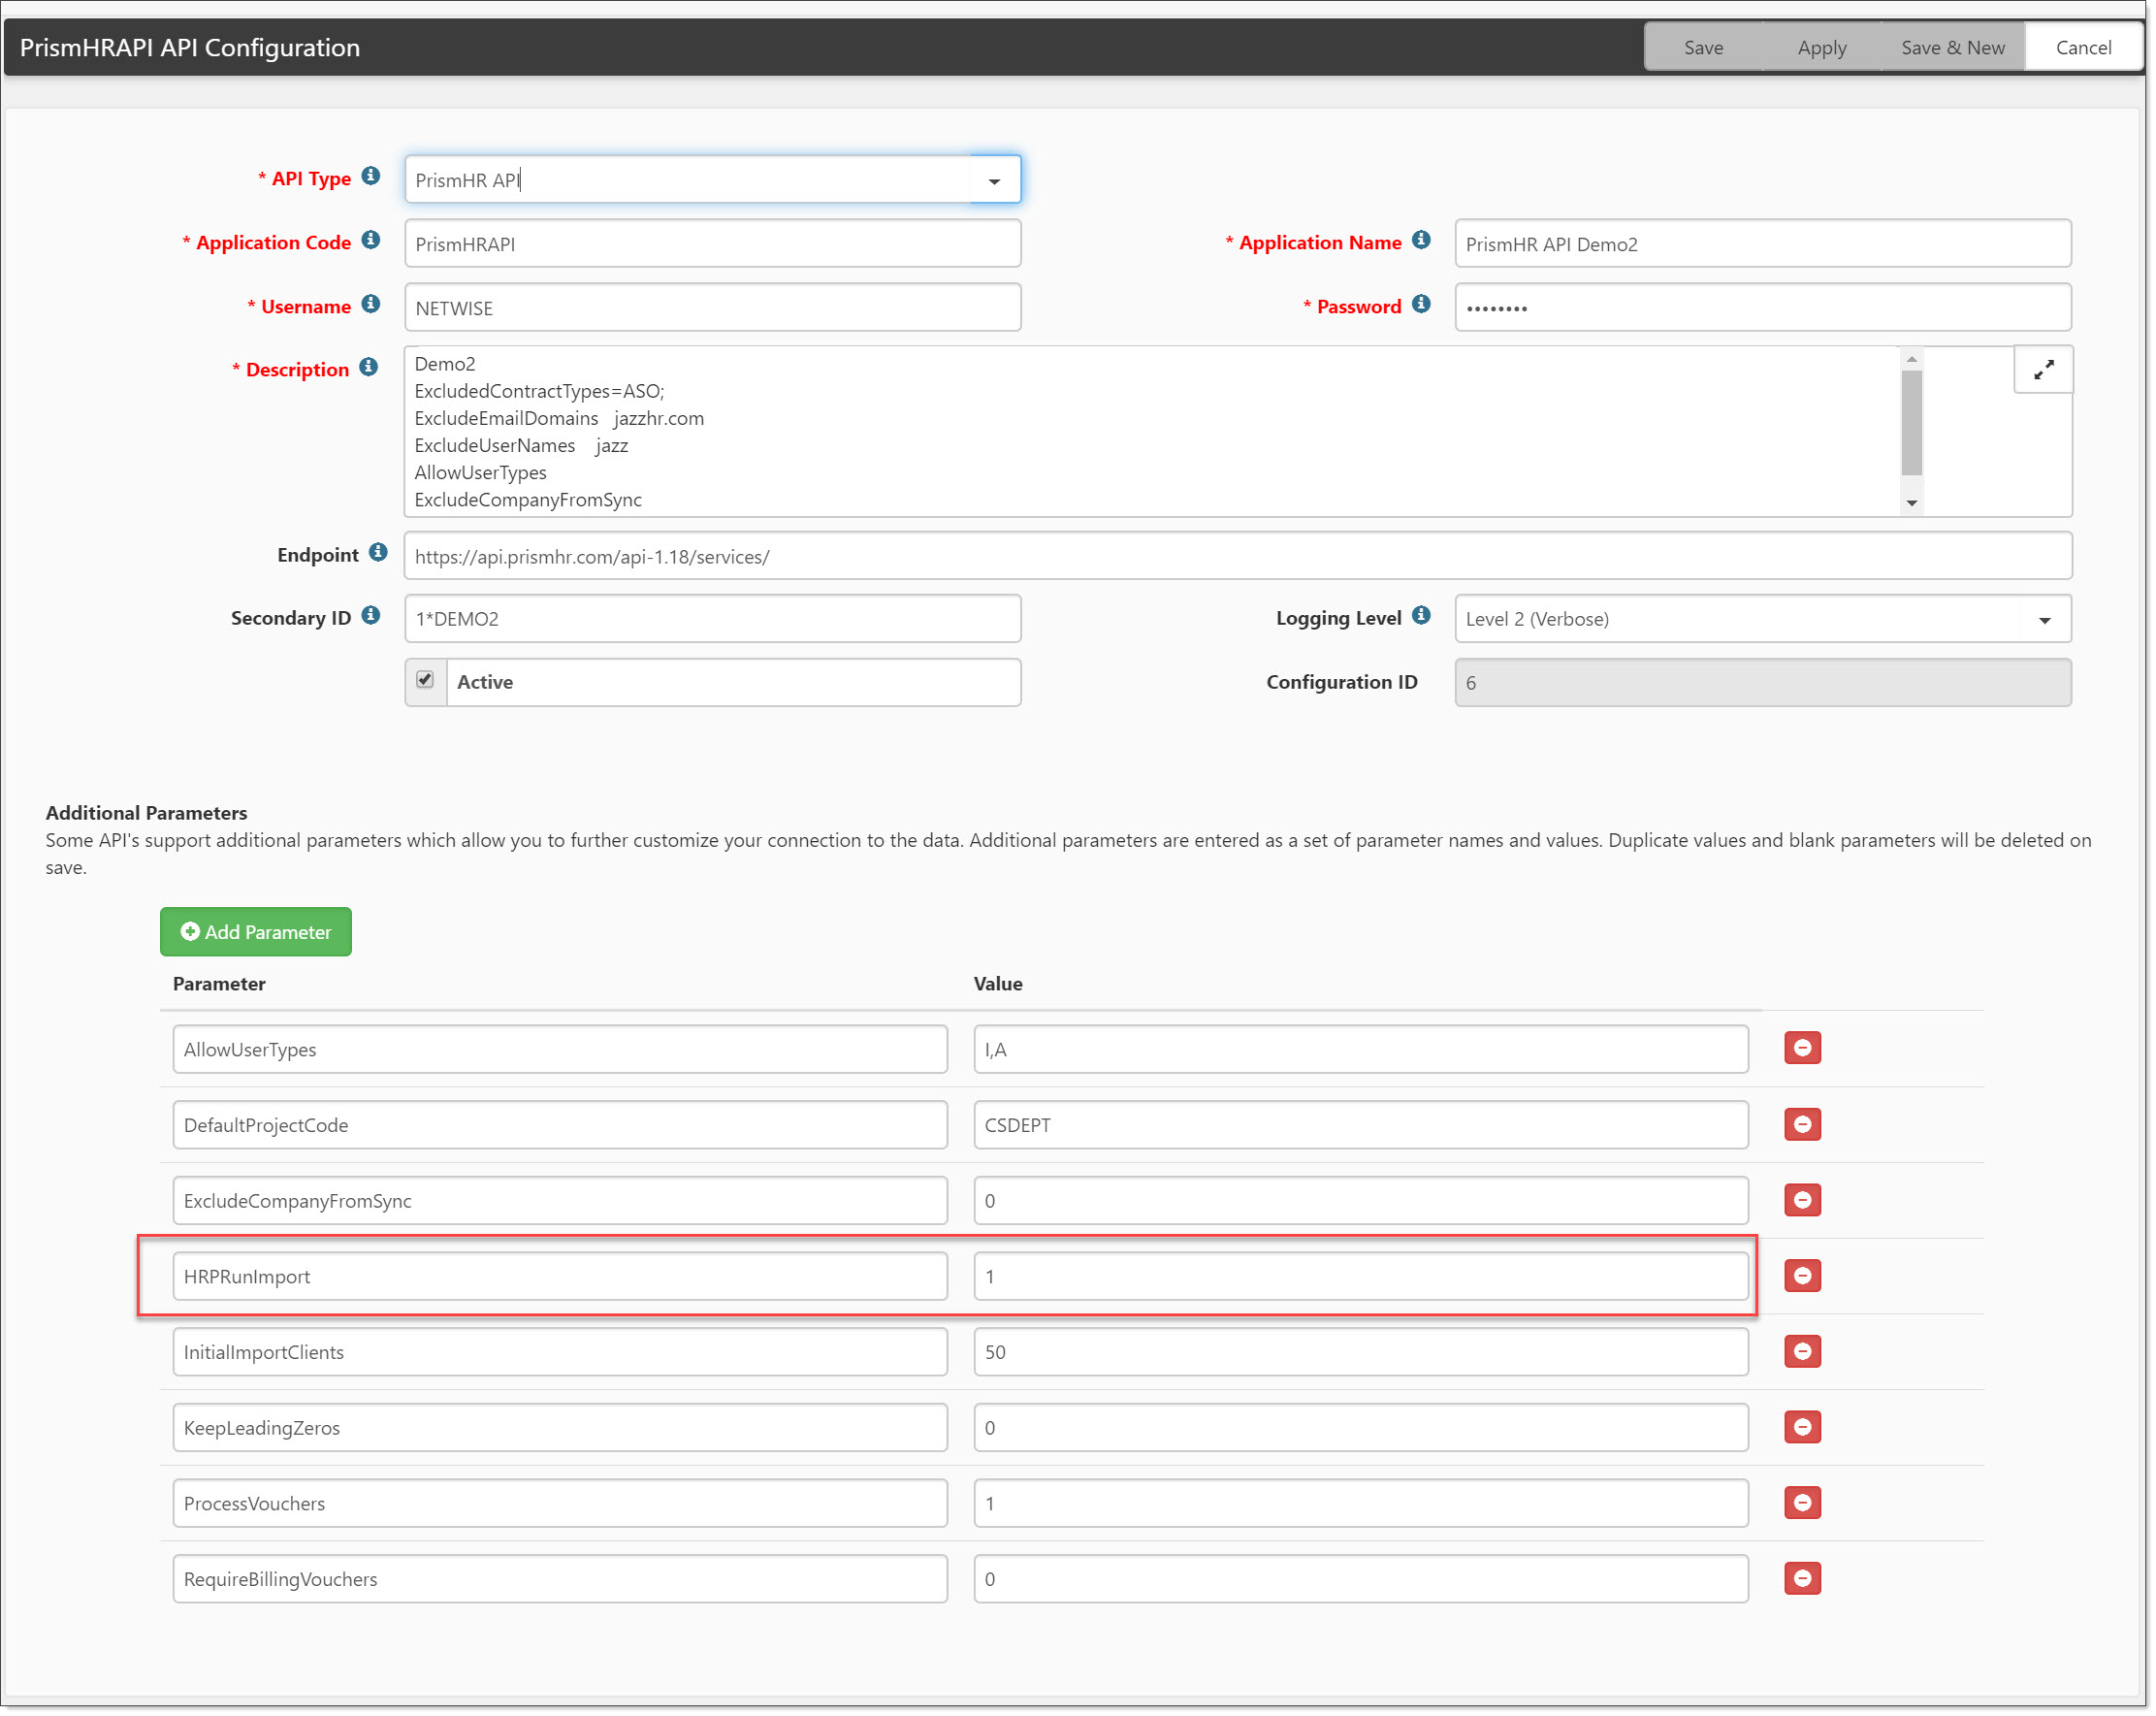 PrismHRAPI API Configuration
Save Apply Save & New Cancel
* API Type PrismHR API
* Application Code PrismHRAPI * Application Name PrismHR API Demo2
* Username NETWISE * Password ••••••••
* Description Demo2
ExcludedContractTypes=ASO;
ExcludeEmailDomains jazzhr.com
ExcludeUserNames jazz
AllowUserTypes
ExcludeCompanyFromSync
Endpoint https://api.prismhr.com/api-1.18/services/
Secondary ID 1*DEMO2 Logging Level Level 2 (Verbose)
Active Configuration ID 6
Additional Parameters
Some API's support additional parameters which allow you to further customize your connection to the data. Additional parameters are entered as a set of parameter names and values. Duplicate values and blank parameters will be deleted on
save.
Add Parameter
Parameter Value
AllowUserTypes I,A
DefaultProjectCode CSDEPT
ExcludeCompanyFromSync 0
HRPRunImport 1
InitialImportClients 50
KeepLeadingZeros 0
ProcessVouchers 1
RequireBillingVouchers 0